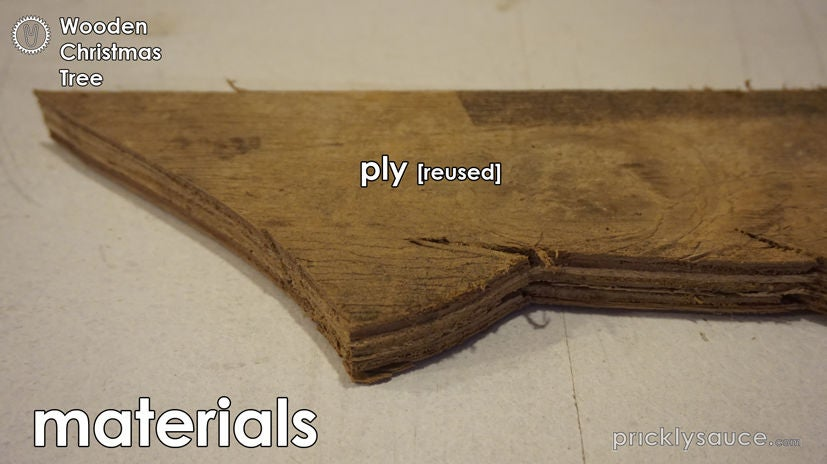 Wooden
Christmas
Tree
ply [reused]
materials
pricklysauce.com